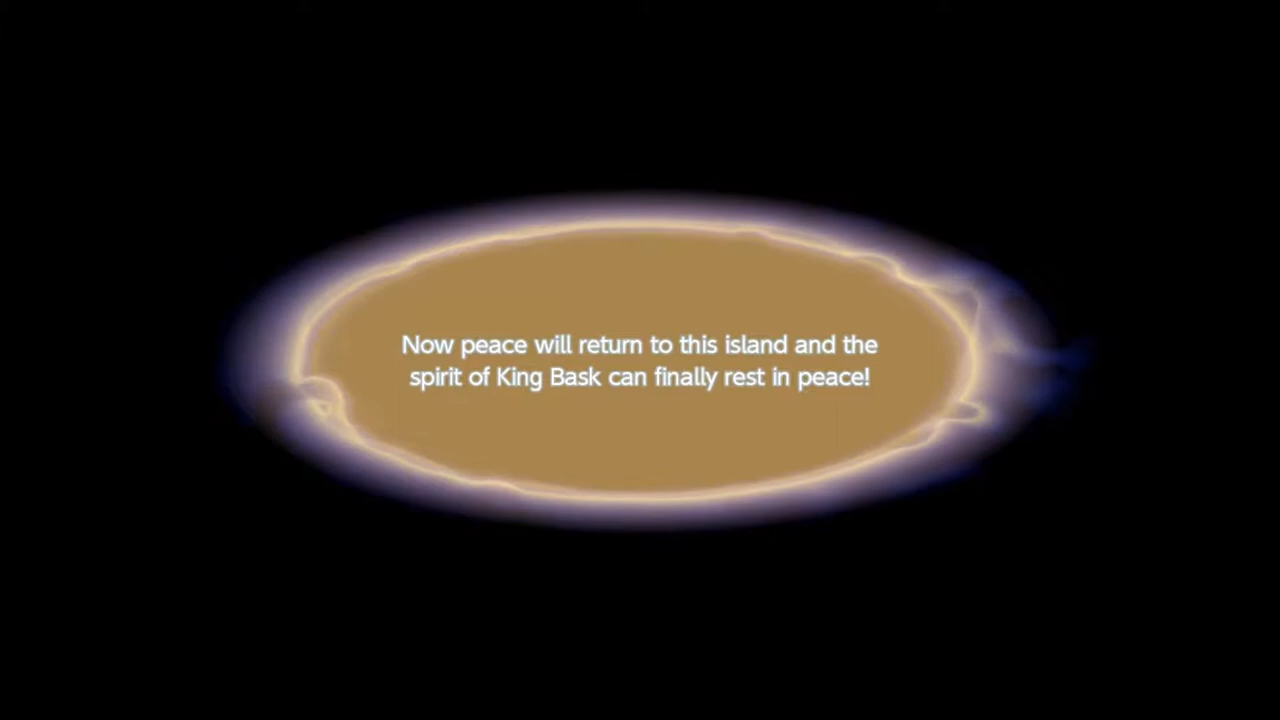 Now peace will return to this island and the
spirit of King Bask can finally rest in peace!